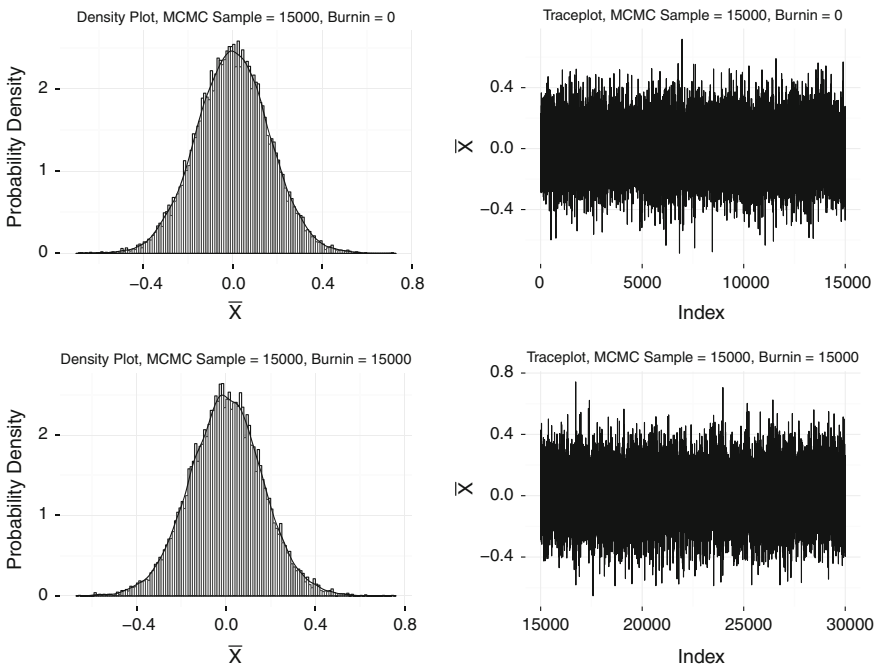 Density Plot, MCMC Sample = 15000, Burnin = 0
Probability Density
2
1
0
−0.4
0.0
0.4
0.8
X̅
Traceplot, MCMC Sample = 15000, Burnin = 0
X̅
0.4
0.0
−0.4
0
5000
10000
15000
Index
Density Plot, MCMC Sample = 15000, Burnin = 15000
Probability Density
2
1
0
−0.4
0.0
0.4
0.8
X̅
Traceplot, MCMC Sample = 15000, Burnin = 15000
X̅
0.8
0.4
0.0
−0.4
15000
20000
25000
30000
Index